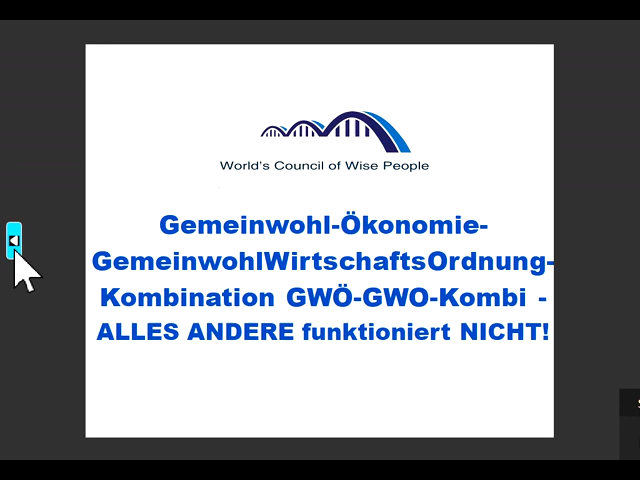 World's Council of Wise People
Gemeinwohl-Ökonomie-
GemeinwohlWirtschaftsOrdnung-
Kombination GWÖ-GWO-Kombi -
ALLES ANDERE funktioniert NICHT!